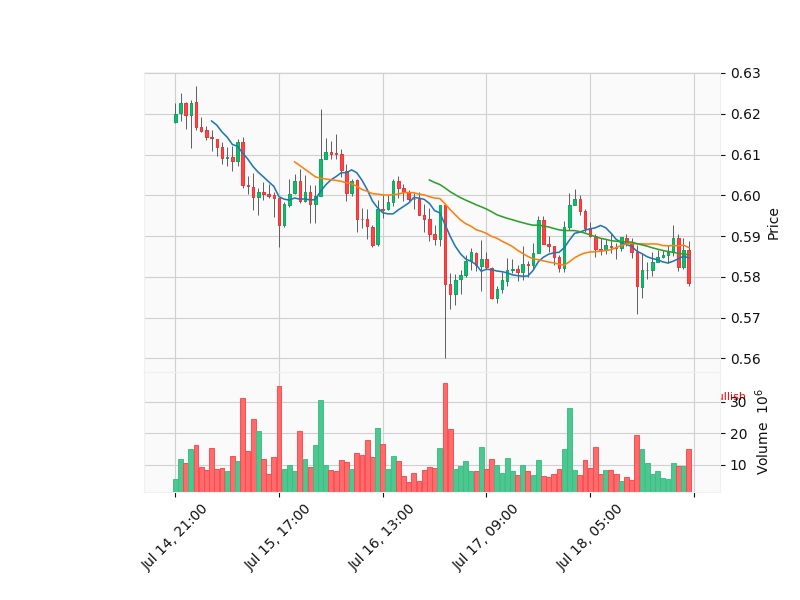 0.63
0.62
0.61
0.60
0.59
0.58
0.57
0.56
Price
30
20
10
Volume 10^6
Jul 14, 21:00
Jul 15, 17:00
Jul 16, 13:00
Jul 17, 09:00
Jul 18, 05:00